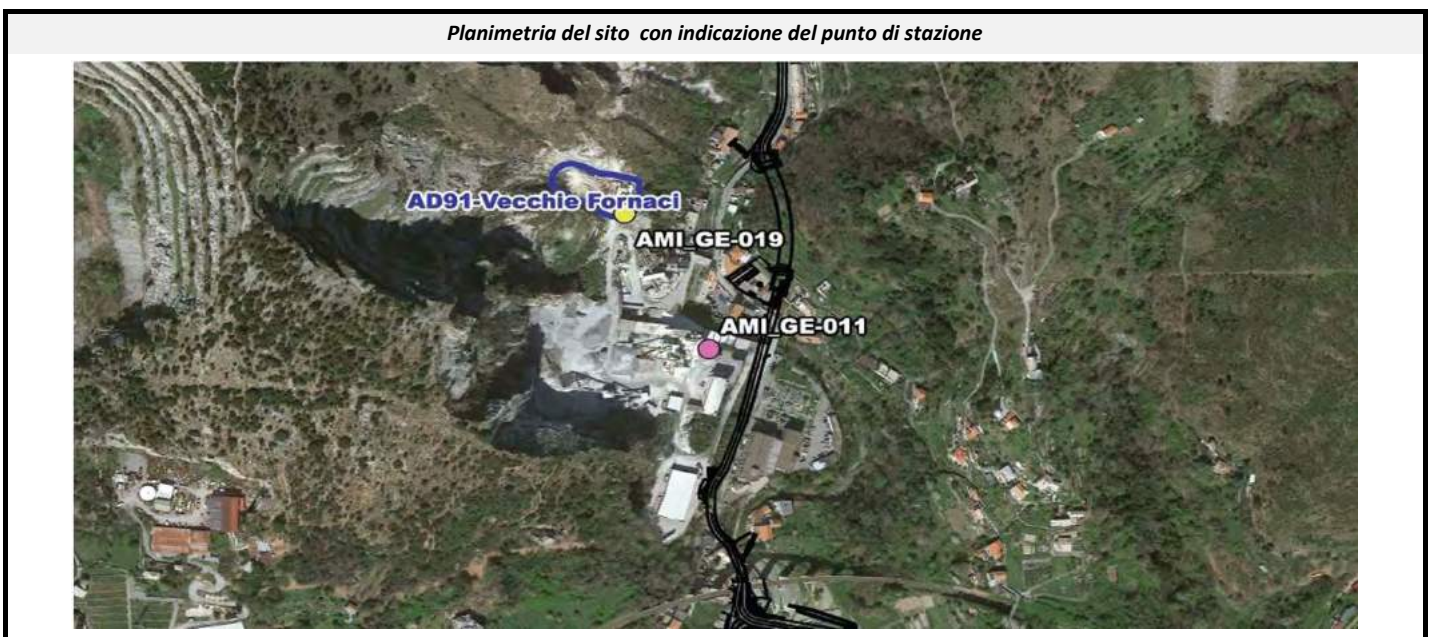 Planimetria del sito con indicazione del punto di stazione
AD91-Vecchie Fornaci
AMI_GE-019
AMI_GE-011